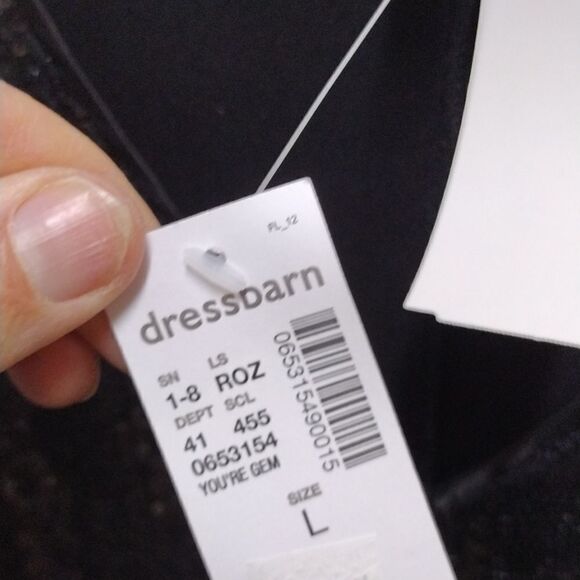 FL_12
dressbarn
SN LS
1-8 ROZ
DEPT SCL
41 455
0653154
YOU'RE GEM
065315490015
SIZE
L